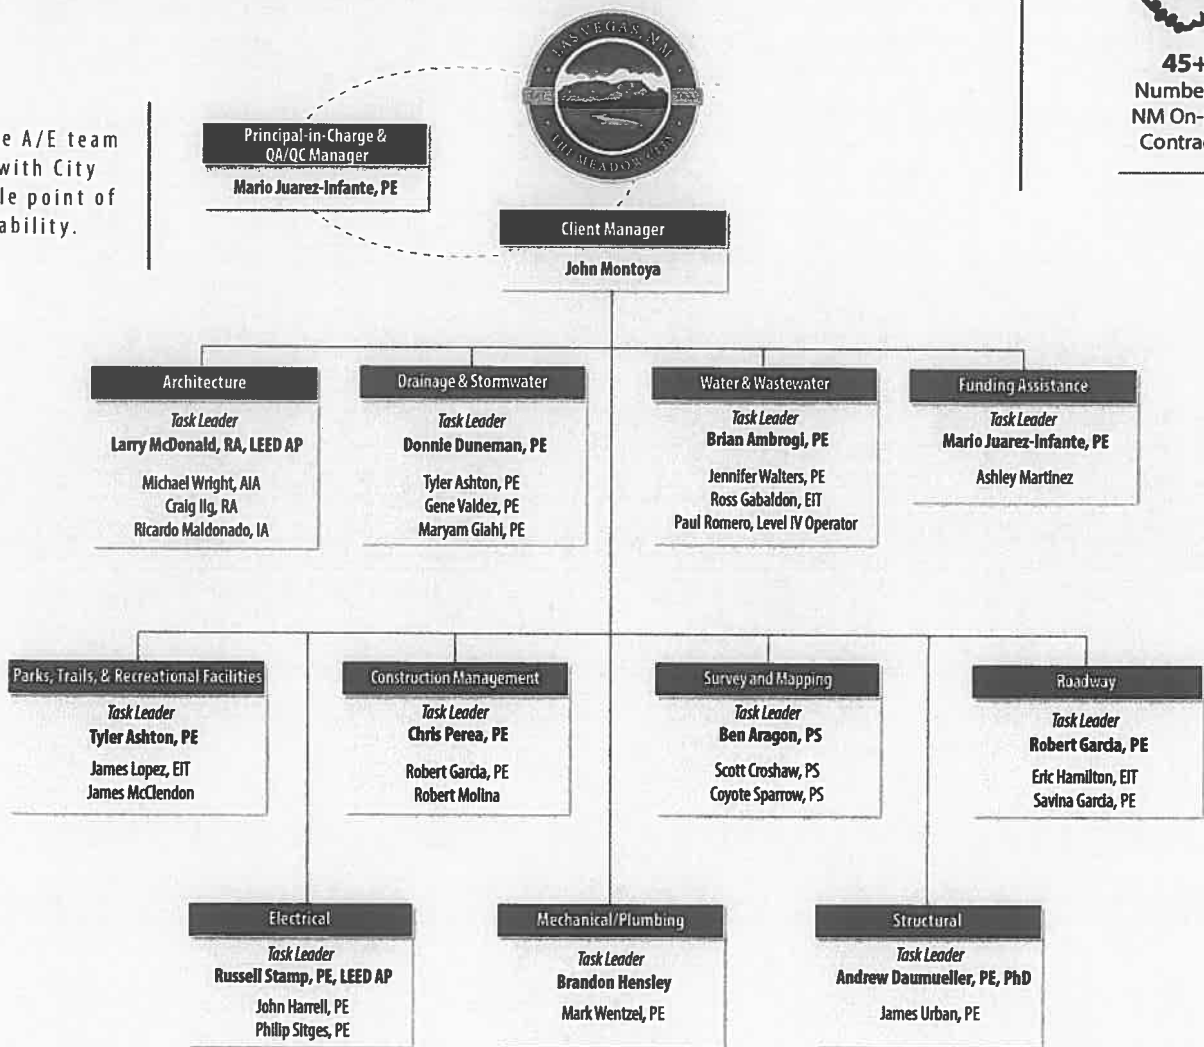 45+
Number
NM On-
Contrac
e A/E team
with City
le point of
ability.
LAS VEGAS, NM
THE MEADOW CITY
Principal-in-Charge &
QA/QC Manager
Mario Juarez-Infante, PE
Client Manager
John Montoya
Architecture
Task Leader
Larry McDonald, RA, LEED AP
Michael Wright, AIA
Craig Ilg, RA
Ricardo Maldonado, IA
Drainage & Stormwater
Task Leader
Donnie Duneman, PE
Tyler Ashton, PE
Gene Valdez, PE
Maryam Giahi, PE
Water & Wastewater
Task Leader
Brian Ambrogi, PE
Jennifer Walters, PE
Ross Gabaldon, EIT
Paul Romero, Level IV Operator
Funding Assistance
Task Leader
Mario Juarez-Infante, PE
Ashley Martinez
Parks, Trails, & Recreational Facilities
Task Leader
Tyler Ashton, PE
James Lopez, EIT
James McClendon
Construction Management
Task Leader
Chris Perea, PE
Robert Garcia, PE
Robert Molina
Survey and Mapping
Task Leader
Ben Aragon, PS
Scott Croshaw, PS
Coyote Sparrow, PS
Roadway
Task Leader
Robert Garcia, PE
Eric Hamilton, EIT
Savina Garcia, PE
Electrical
Task Leader
Russell Stamp, PE, LEED AP
John Harrell, PE
Philip Sitges, PE
Mechanical/Plumbing
Task Leader
Brandon Hensley
Mark Wentzel, PE
Structural
Task Leader
Andrew Daumueller, PE, PhD
James Urban, PE